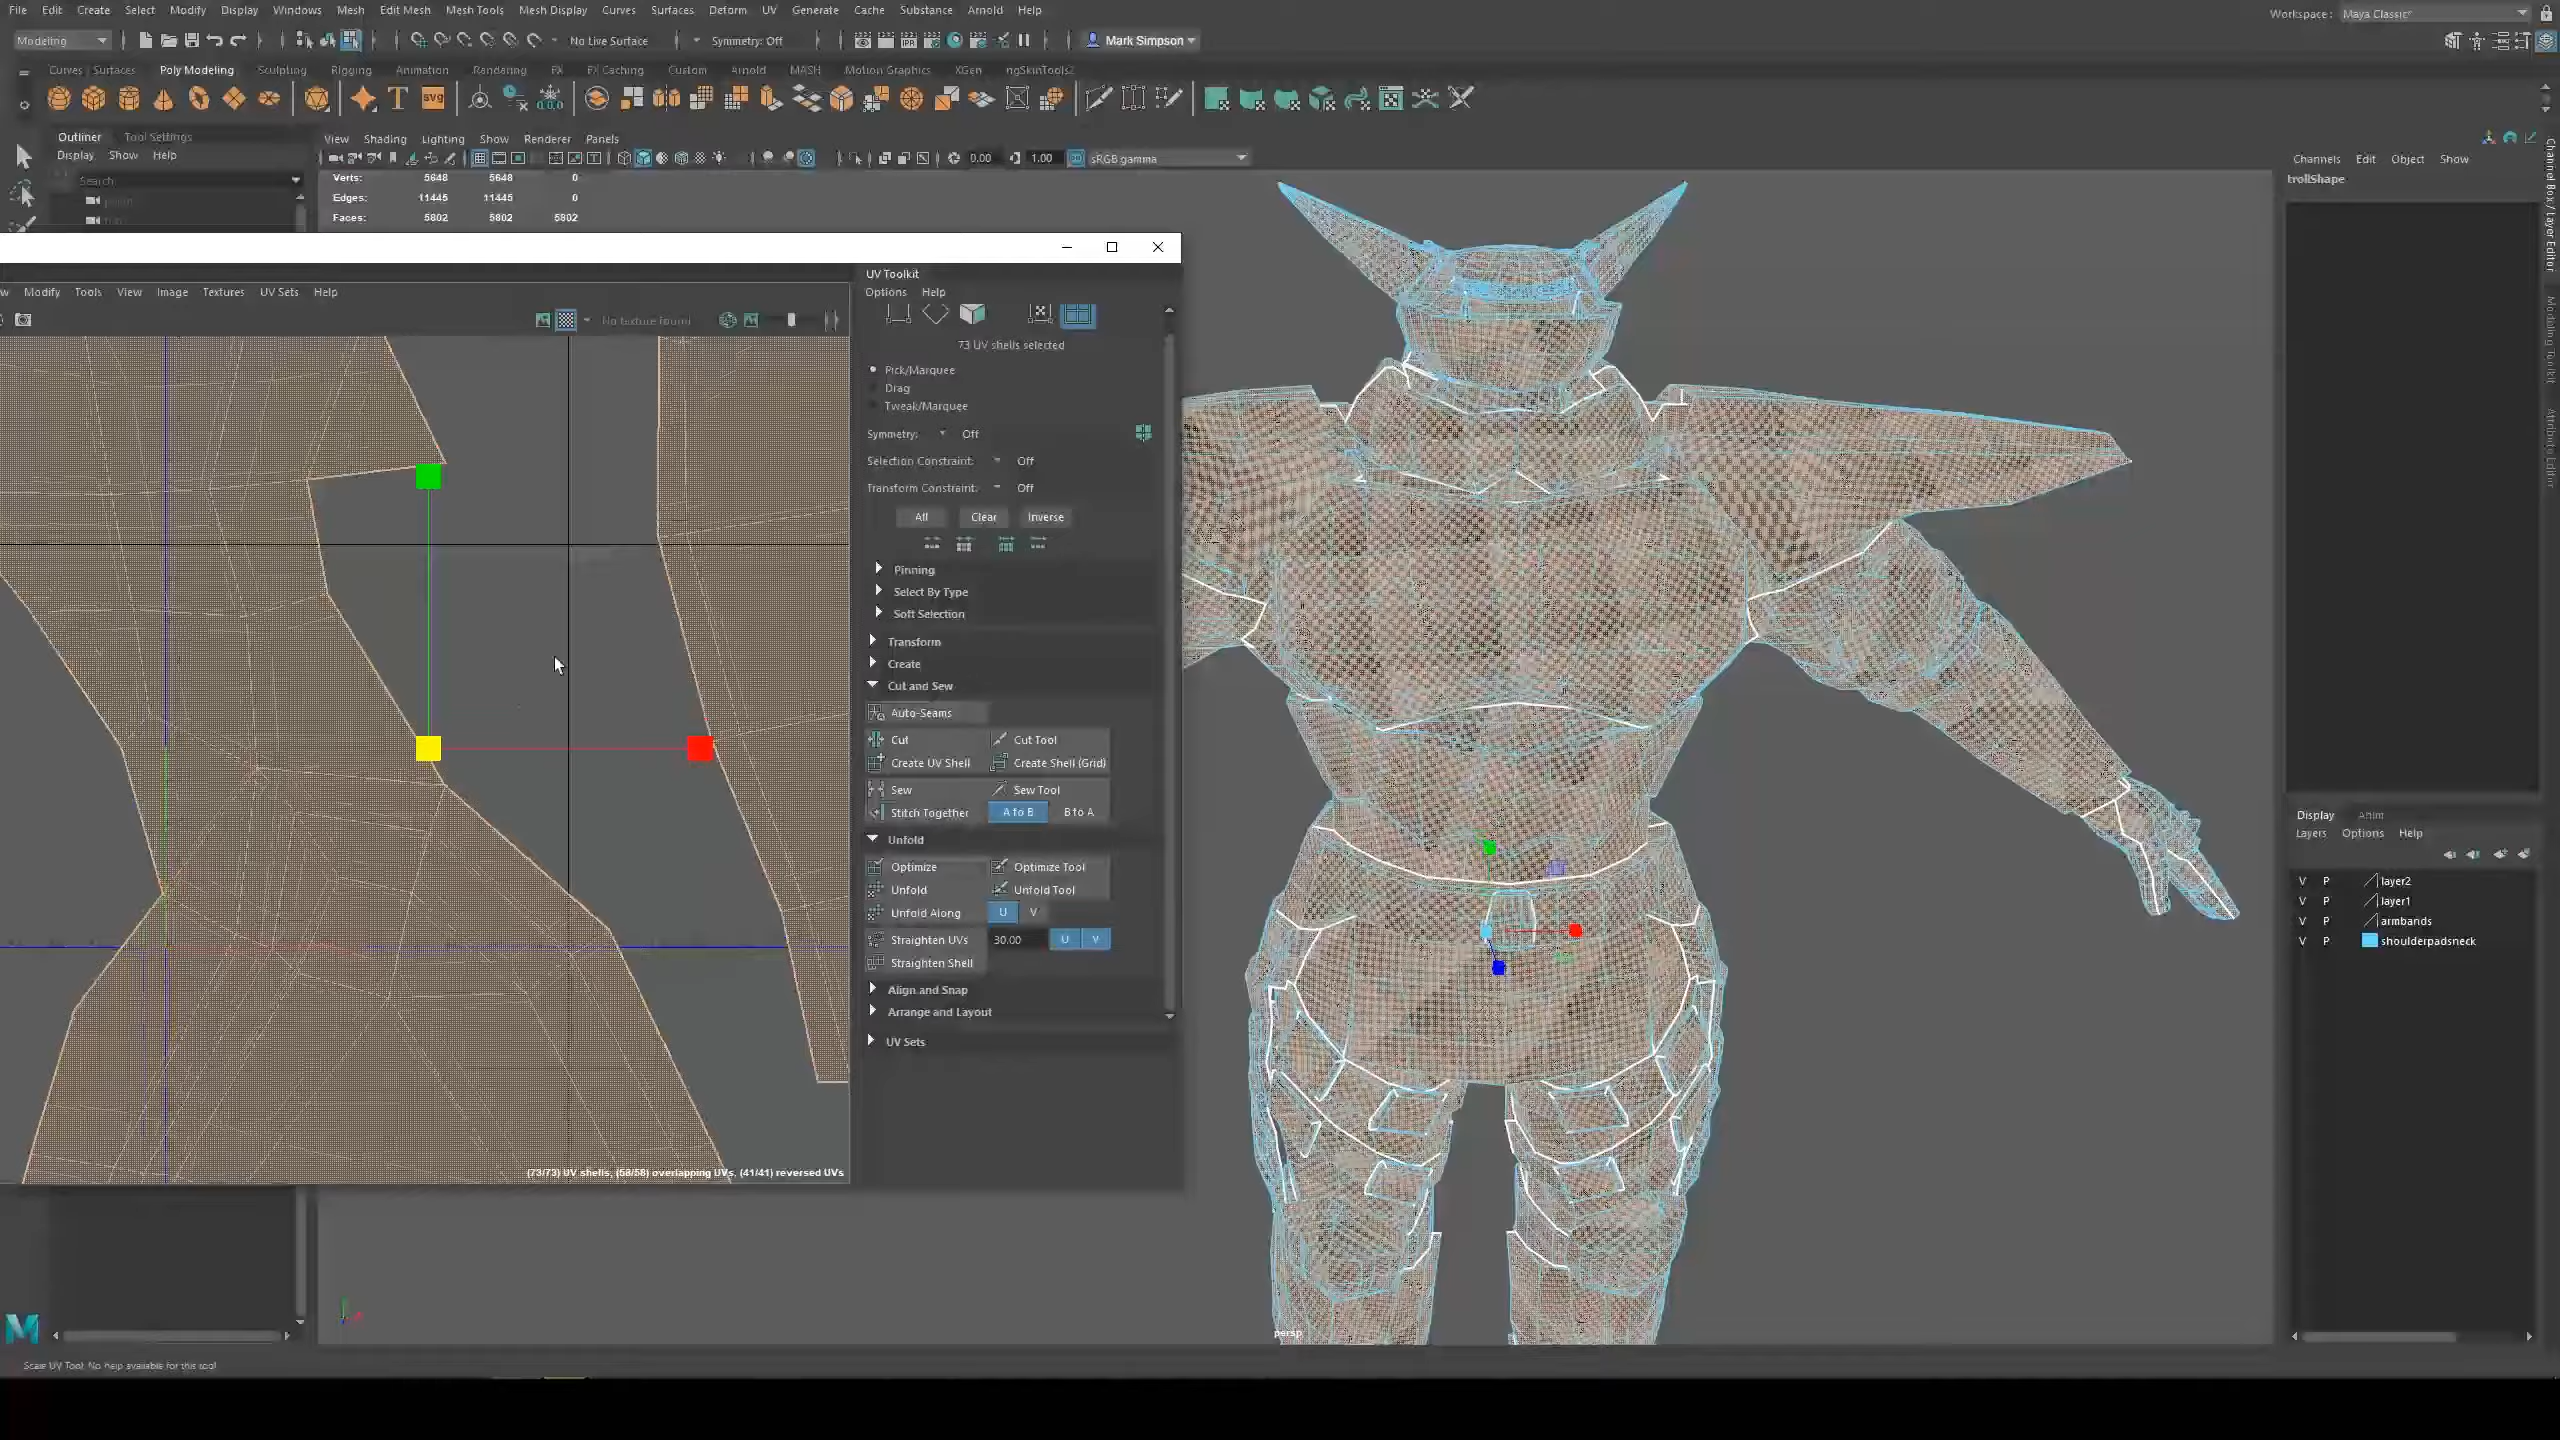 File Edit Create Select Modify Display Windows Mesh Edit Mesh Mesh Tools Mesh Display Curves Surfaces Deform UV Generate Cache Substance Arnold Help
Workspace: Maya Classic*
Modeling
No Live Surface
Symmetry: Off
Mark Simpson
Curves / Surfaces Poly Modeling Sculpting Rigging Animation Rendering FX FX Caching Custom Arnold MASH Motion Graphics XGen ngSkinTools2
Outliner Tool Settings
Display Show Help
Search
View Shading Lighting Show Renderer Panels
0.00 1.00 sRGB gamma
Verts: 5648 5648 0
Edges: 11445 11445 0
Faces: 5802 5802 5802
Channels Edit Object Show
trollShape
Channel Box / Layer Editor
Modeling Toolkit
Attribute Editor
Modify Tools View Image Textures UV Sets Help
No texture found
UV Toolkit
Options Help
73 UV shells selected
Pick/Marquee
Drag
Tweak/Marquee
Symmetry: Off
Selection Constraint: Off
Transform Constraint: Off
All Clear Inverse
Pinning
Select By Type
Soft Selection
Transform
Create
Cut and Sew
Auto-Seams
Cut Cut Tool
Create UV Shell Create Shell (Grid)
Sew Sew Tool
Stitch Together A to B B to A
Unfold
Optimize Optimize Tool
Unfold Unfold Tool
Unfold Along U V
Straighten UVs 30.00 U V
Straighten Shell
Align and Snap
Arrange and Layout
UV Sets
(73/73) UV shells, (58/58) overlapping UVs, (41/41) reversed UVs
Display Anim
Layers Options Help
V P layer2
V P layer1
V P armbands
V P shoulderpadsneck
persp
Scale UV Tool: No help available for this tool